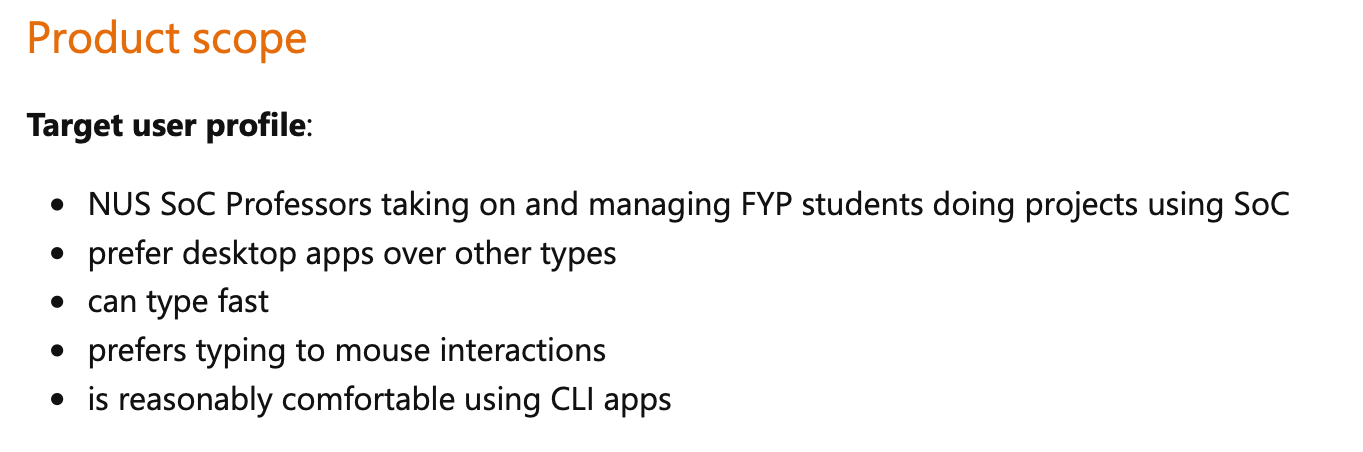 Product scope
Target user profile:
• NUS SoC Professors taking on and managing FYP students doing projects using SoC
• prefer desktop apps over other types
• can type fast
• prefers typing to mouse interactions
• is reasonably comfortable using CLI apps